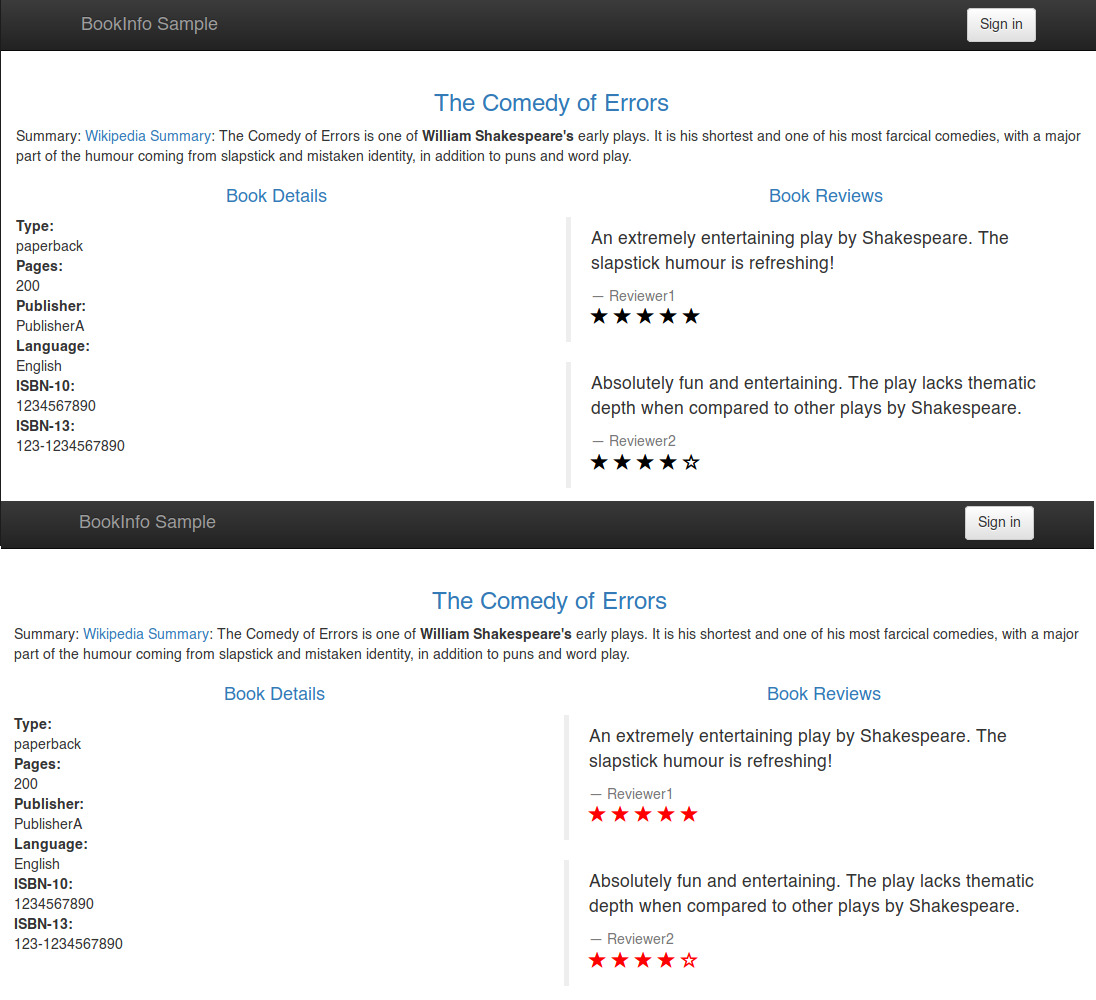 BookInfo Sample
Sign in
The Comedy of Errors
Summary: Wikipedia Summary: The Comedy of Errors is one of William Shakespeare's early plays. It is his shortest and one of his most farcical comedies, with a major
part of the humour coming from slapstick and mistaken identity, in addition to puns and word play.
Book Details
Type:
paperback
Pages:
200
Publisher:
PublisherA
Language:
English
ISBN-10:
1234567890
ISBN-13:
123-1234567890
Book Reviews
An extremely entertaining play by Shakespeare. The
slapstick humour is refreshing!
— Reviewer1
★★★★★
Absolutely fun and entertaining. The play lacks thematic
depth when compared to other plays by Shakespeare.
— Reviewer2
★★★★☆
BookInfo Sample
Sign in
The Comedy of Errors
Summary: Wikipedia Summary: The Comedy of Errors is one of William Shakespeare's early plays. It is his shortest and one of his most farcical comedies, with a major
part of the humour coming from slapstick and mistaken identity, in addition to puns and word play.
Book Details
Type:
paperback
Pages:
200
Publisher:
PublisherA
Language:
English
ISBN-10:
1234567890
ISBN-13:
123-1234567890
Book Reviews
An extremely entertaining play by Shakespeare. The
slapstick humour is refreshing!
— Reviewer1
★★★★★
Absolutely fun and entertaining. The play lacks thematic
depth when compared to other plays by Shakespeare.
— Reviewer2
★★★★☆